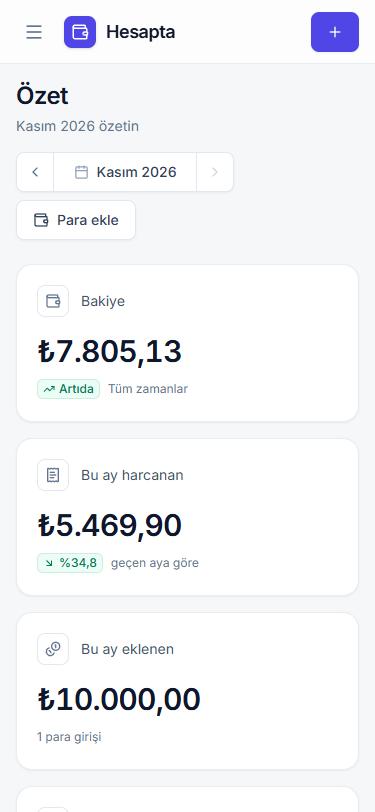 Hesapta
Özet
Kasım 2026 özetin
Kasım 2026
Para ekle
Bakiye
₺7.805,13
Artıda Tüm zamanlar
Bu ay harcanan
₺5.469,90
%34,8 geçen aya göre
Bu ay eklenen
₺10.000,00
1 para girişi